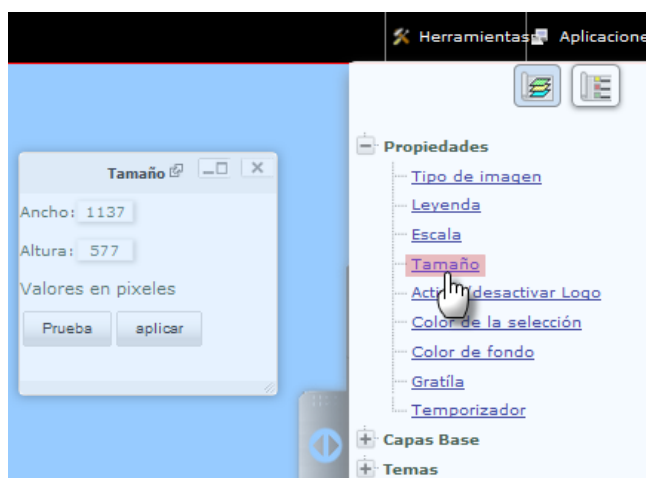 Herramientas
Aplicacione
Propiedades
Tipo de imagen
Leyenda
Escala
Tamaño
desactivar Logo
Color de la selección
Color de fondo
Gratíla
Temporizador
Capas Base
Temas
Tamaño
Ancho: 1137
Altura: 577
Valores en pixeles
Prueba aplicar